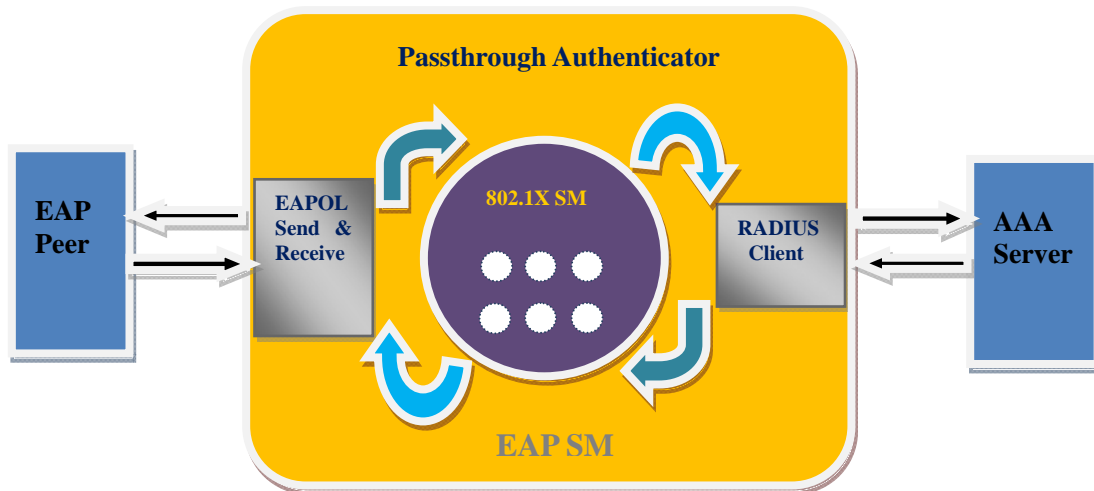 Passthrough Authenticator
EAP
Peer
EAPOL
Send & 
Receive
802.1X SM
RADIUS
Client
AAA
Server
EAP SM